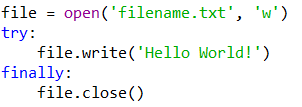 file = open('filename.txt', 'w')
try:
    file.write('Hello World!')
finally:
    file.close()